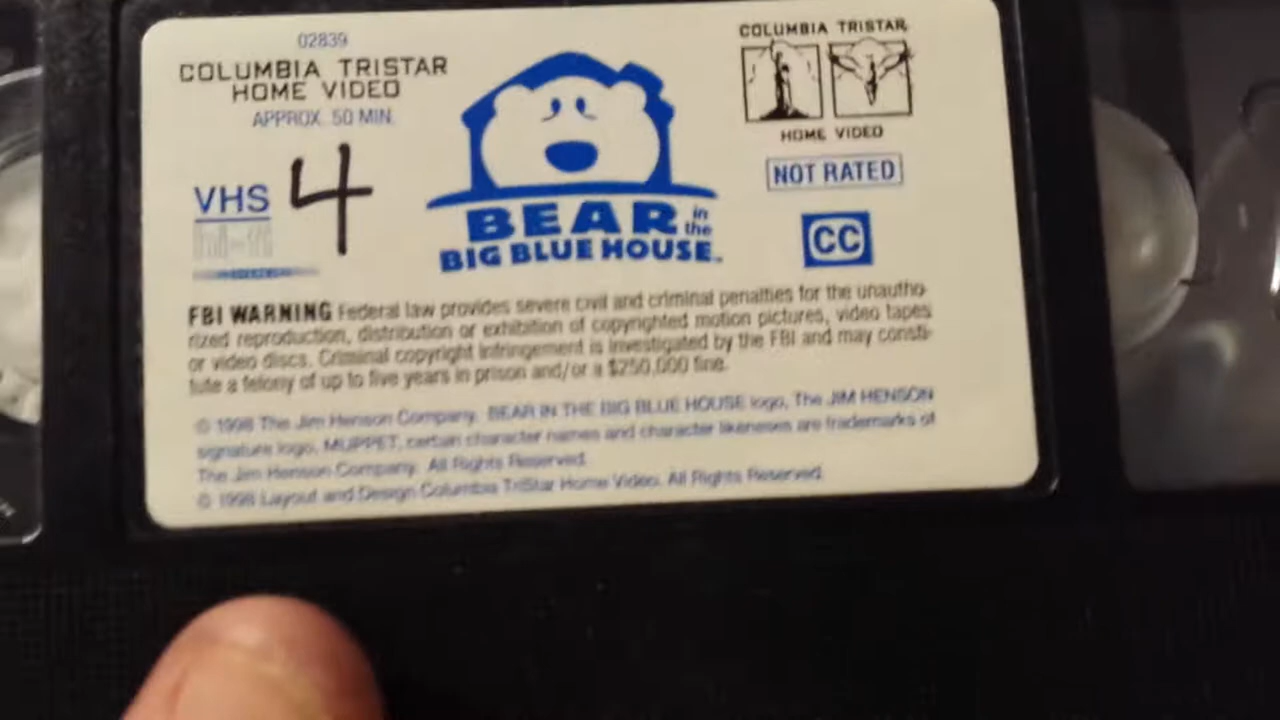 02839
COLUMBIA TRISTAR
HOME VIDEO
APPROX. 50 MIN.
VHS
4
BEAR in the
BIG BLUE HOUSE™
COLUMBIA TRISTAR
HOME VIDEO
NOT RATED
CC
FBI WARNING Federal law provides severe civil and criminal penalties for the unautho-
rized reproduction, distribution or exhibition of copyrighted motion pictures, video tapes
or video discs. Criminal copyright infringement is investigated by the FBI and may consti-
tute a felony of up to five years in prison and/or a $250,000 fine.
© 1998 The Jim Henson Company. BEAR IN THE BIG BLUE HOUSE logo, The JIM HENSON
signature logo, MUPPET, certain character names and character likenesses are trademarks of
The Jim Henson Company. All Rights Reserved.
© 1998 Layout and Design Columbia TriStar Home Video. All Rights Reserved.